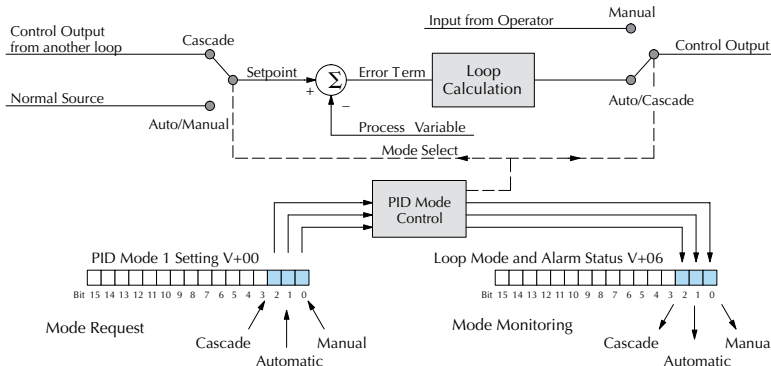 Manual
Input from Operator
Control Output
from another loop
Cascade
Control Output
Setpoint
+
Σ
−
Error Term
Loop
Calculation
Normal Source
Auto/Manual
Auto/Cascade
Process Variable
Mode Select
PID Mode
Control
PID Mode 1 Setting V+00
Bit 15 14 13 12 11 10 9 8 7 6 5 4 3 2 1 0
Mode Request
Cascade
Automatic
Manual
Loop Mode and Alarm Status V+06
Bit 15 14 13 12 11 10 9 8 7 6 5 4 3 2 1 0
Mode Monitoring
Cascade
Automatic
Manua